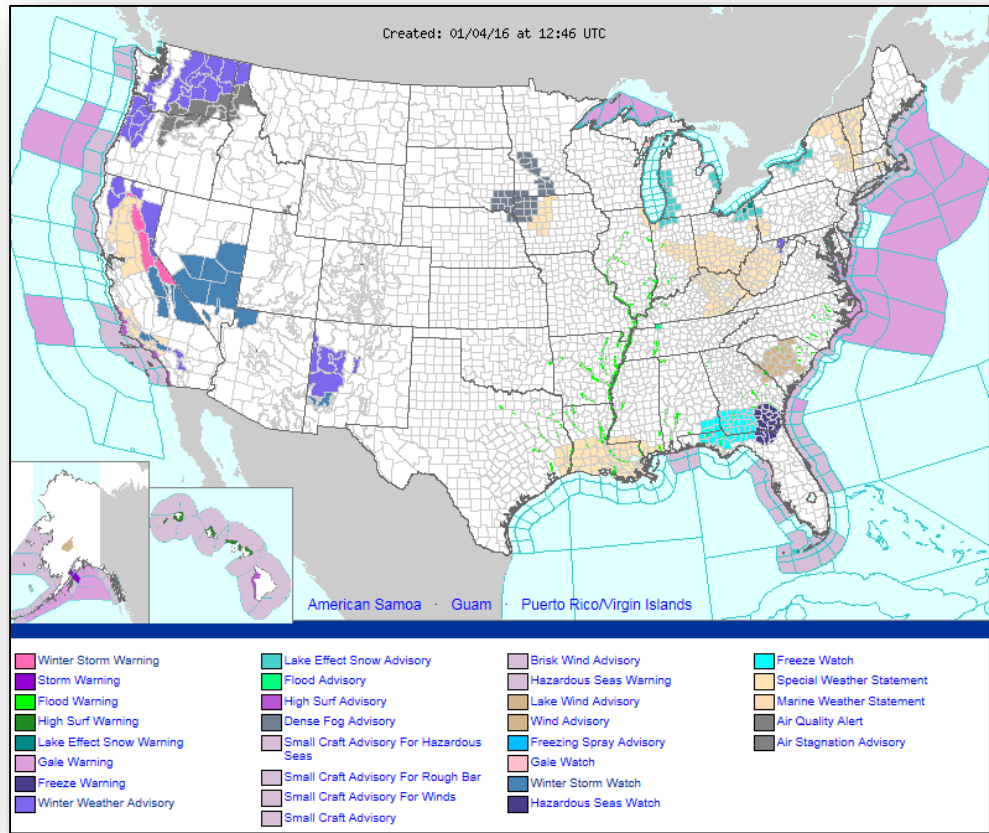 Created: 01/04/16 at 12:46 UTC
American Samoa · Guam · Puerto Rico/Virgin Islands
Winter Storm Warning
Storm Warning
Flood Warning
High Surf Warning
Lake Effect Snow Warning
Gale Warning
Freeze Warning
Winter Weather Advisory
Lake Effect Snow Advisory
Flood Advisory
High Surf Advisory
Dense Fog Advisory
Small Craft Advisory For Hazardous
Seas
Small Craft Advisory For Rough Bar
Small Craft Advisory For Winds
Small Craft Advisory
Brisk Wind Advisory
Hazardous Seas Warning
Lake Wind Advisory
Wind Advisory
Freezing Spray Advisory
Gale Watch
Winter Storm Watch
Hazardous Seas Watch
Freeze Watch
Special Weather Statement
Marine Weather Statement
Air Quality Alert
Air Stagnation Advisory